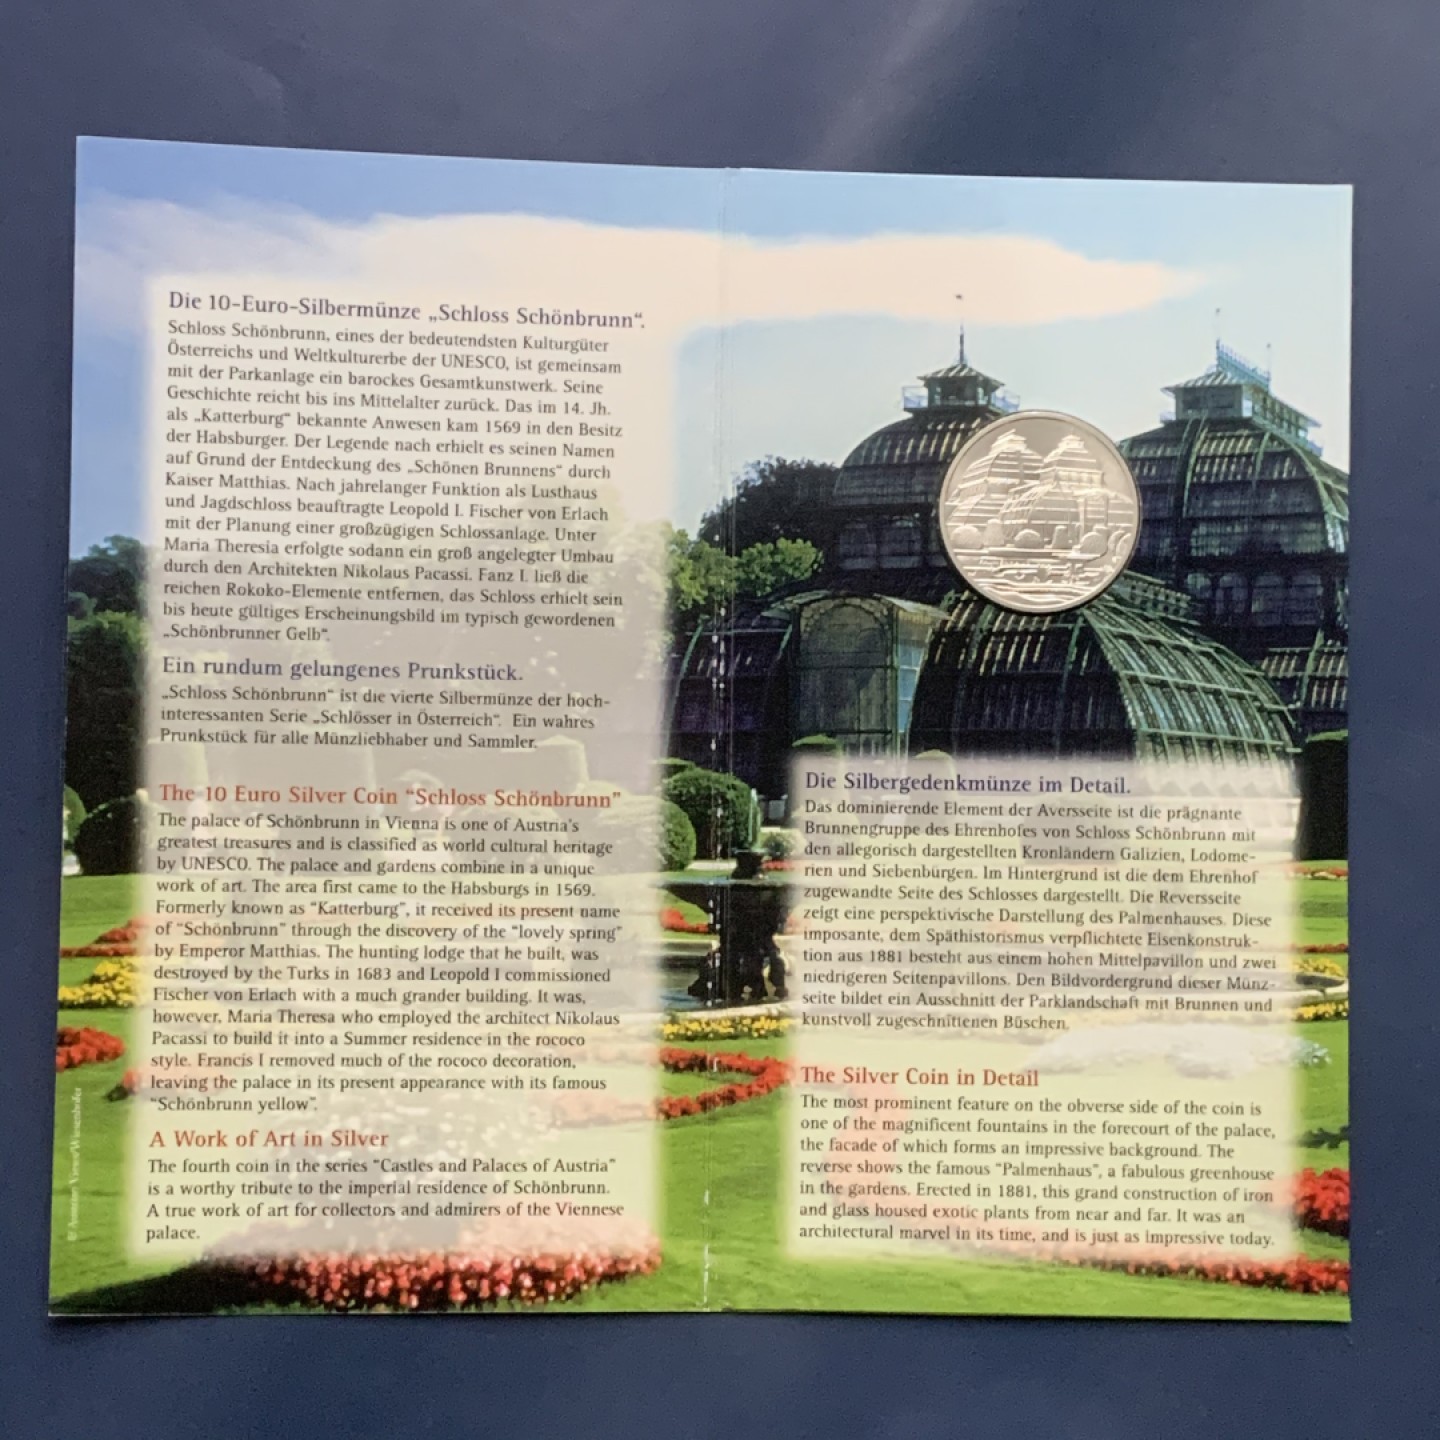 Die 10-Euro-Silbermünze „Schloss Schönbrunn“.
Schloss Schönbrunn, eines der bedeutendsten Kulturgüter
Österreichs und Weltkulturerbe der UNESCO, ist gemeinsam
mit der Parkanlage ein barockes Gesamtkunstwerk. Seine
Geschichte reicht bis ins Mittelalter zurück. Das im 14. Jh.
als „Katterburg“ bekannte Anwesen kam 1569 in den Besitz
der Habsburger. Der Legende nach erhielt es seinen Namen
auf Grund der Entdeckung des „Schönen Brunnens“ durch
Kaiser Matthias. Nach jahrelanger Funktion als Lusthaus
und Jagdschloss beauftragte Leopold I. Fischer von Erlach
mit der Planung einer großzügigen Schlossanlage. Unter
Maria Theresia erfolgte sodann ein groß angelegter Umbau
durch den Architekten Nikolaus Pacassi. Fanz I. ließ die
reichen Rokoko-Elemente entfernen, das Schloss erhielt sein
bis heute gültiges Erscheinungsbild im typisch gewordenen
„Schönbrunner Gelb“.
Ein rundum gelungenes Prunkstück.
„Schloss Schönbrunn“ ist die vierte Silbermünze der hoch-
interessanten Serie „Schlösser in Österreich“. Ein wahres
Prunkstück für alle Münzliebhaber und Sammler.
The 10 Euro Silver Coin “Schloss Schönbrunn”
The palace of Schönbrunn in Vienna is one of Austria's
greatest treasures and is classified as world cultural heritage
by UNESCO. The palace and gardens combine in a unique
work of art. The area first came to the Habsburgs in 1569.
Formerly known as “Katterburg”, it received its present name
of “Schönbrunn” through the discovery of the “lovely spring”
by Emperor Matthias. The hunting lodge that he built, was
destroyed by the Turks in 1683 and Leopold I commissioned
Fischer von Erlach with a much grander building. It was,
however, Maria Theresa who employed the architect Nikolaus
Pacassi to build it into a Summer residence in the rococo
style. Francis I removed much of the rococo decoration,
leaving the palace in its present appearance with its famous
“Schönbrunn yellow”.
A Work of Art in Silver
The fourth coin in the series “Castles and Palaces of Austria”
is a worthy tribute to the imperial residence of Schönbrunn.
A true work of art for collectors and admirers of the Viennese
palace.
Die Silbergedenkmünze im Detail.
Das dominierende Element der Aversseite ist die prägnante
Brunnengruppe des Ehrenhofes von Schloss Schönbrunn mit
den allegorisch dargestellten Kronländern Galizien, Lodome-
rien und Siebenbürgen. Im Hintergrund ist die dem Ehrenhof
zugewandte Seite des Schlosses dargestellt. Die Reversseite
zeigt eine perspektivische Darstellung des Palmenhauses. Diese
imposante, dem Späthistorismus verpflichtete Eisenkonstruk-
tion aus 1881 besteht aus einem hohen Mittelpavillon und zwei
niedrigeren Seitenpavillons. Den Bildvordergrund dieser Münz-
seite bildet ein Ausschnitt der Parklandschaft mit Brunnen und
kunstvoll zugeschnittenen Büschen.
The Silver Coin in Detail
The most prominent feature on the obverse side of the coin is
one of the magnificent fountains in the forecourt of the palace,
the facade of which forms an impressive background. The
reverse shows the famous “Palmenhaus”, a fabulous greenhouse
in the gardens. Erected in 1881, this grand construction of iron
and glass housed exotic plants from near and far. It was an
architectural marvel in its time, and is just as impressive today.